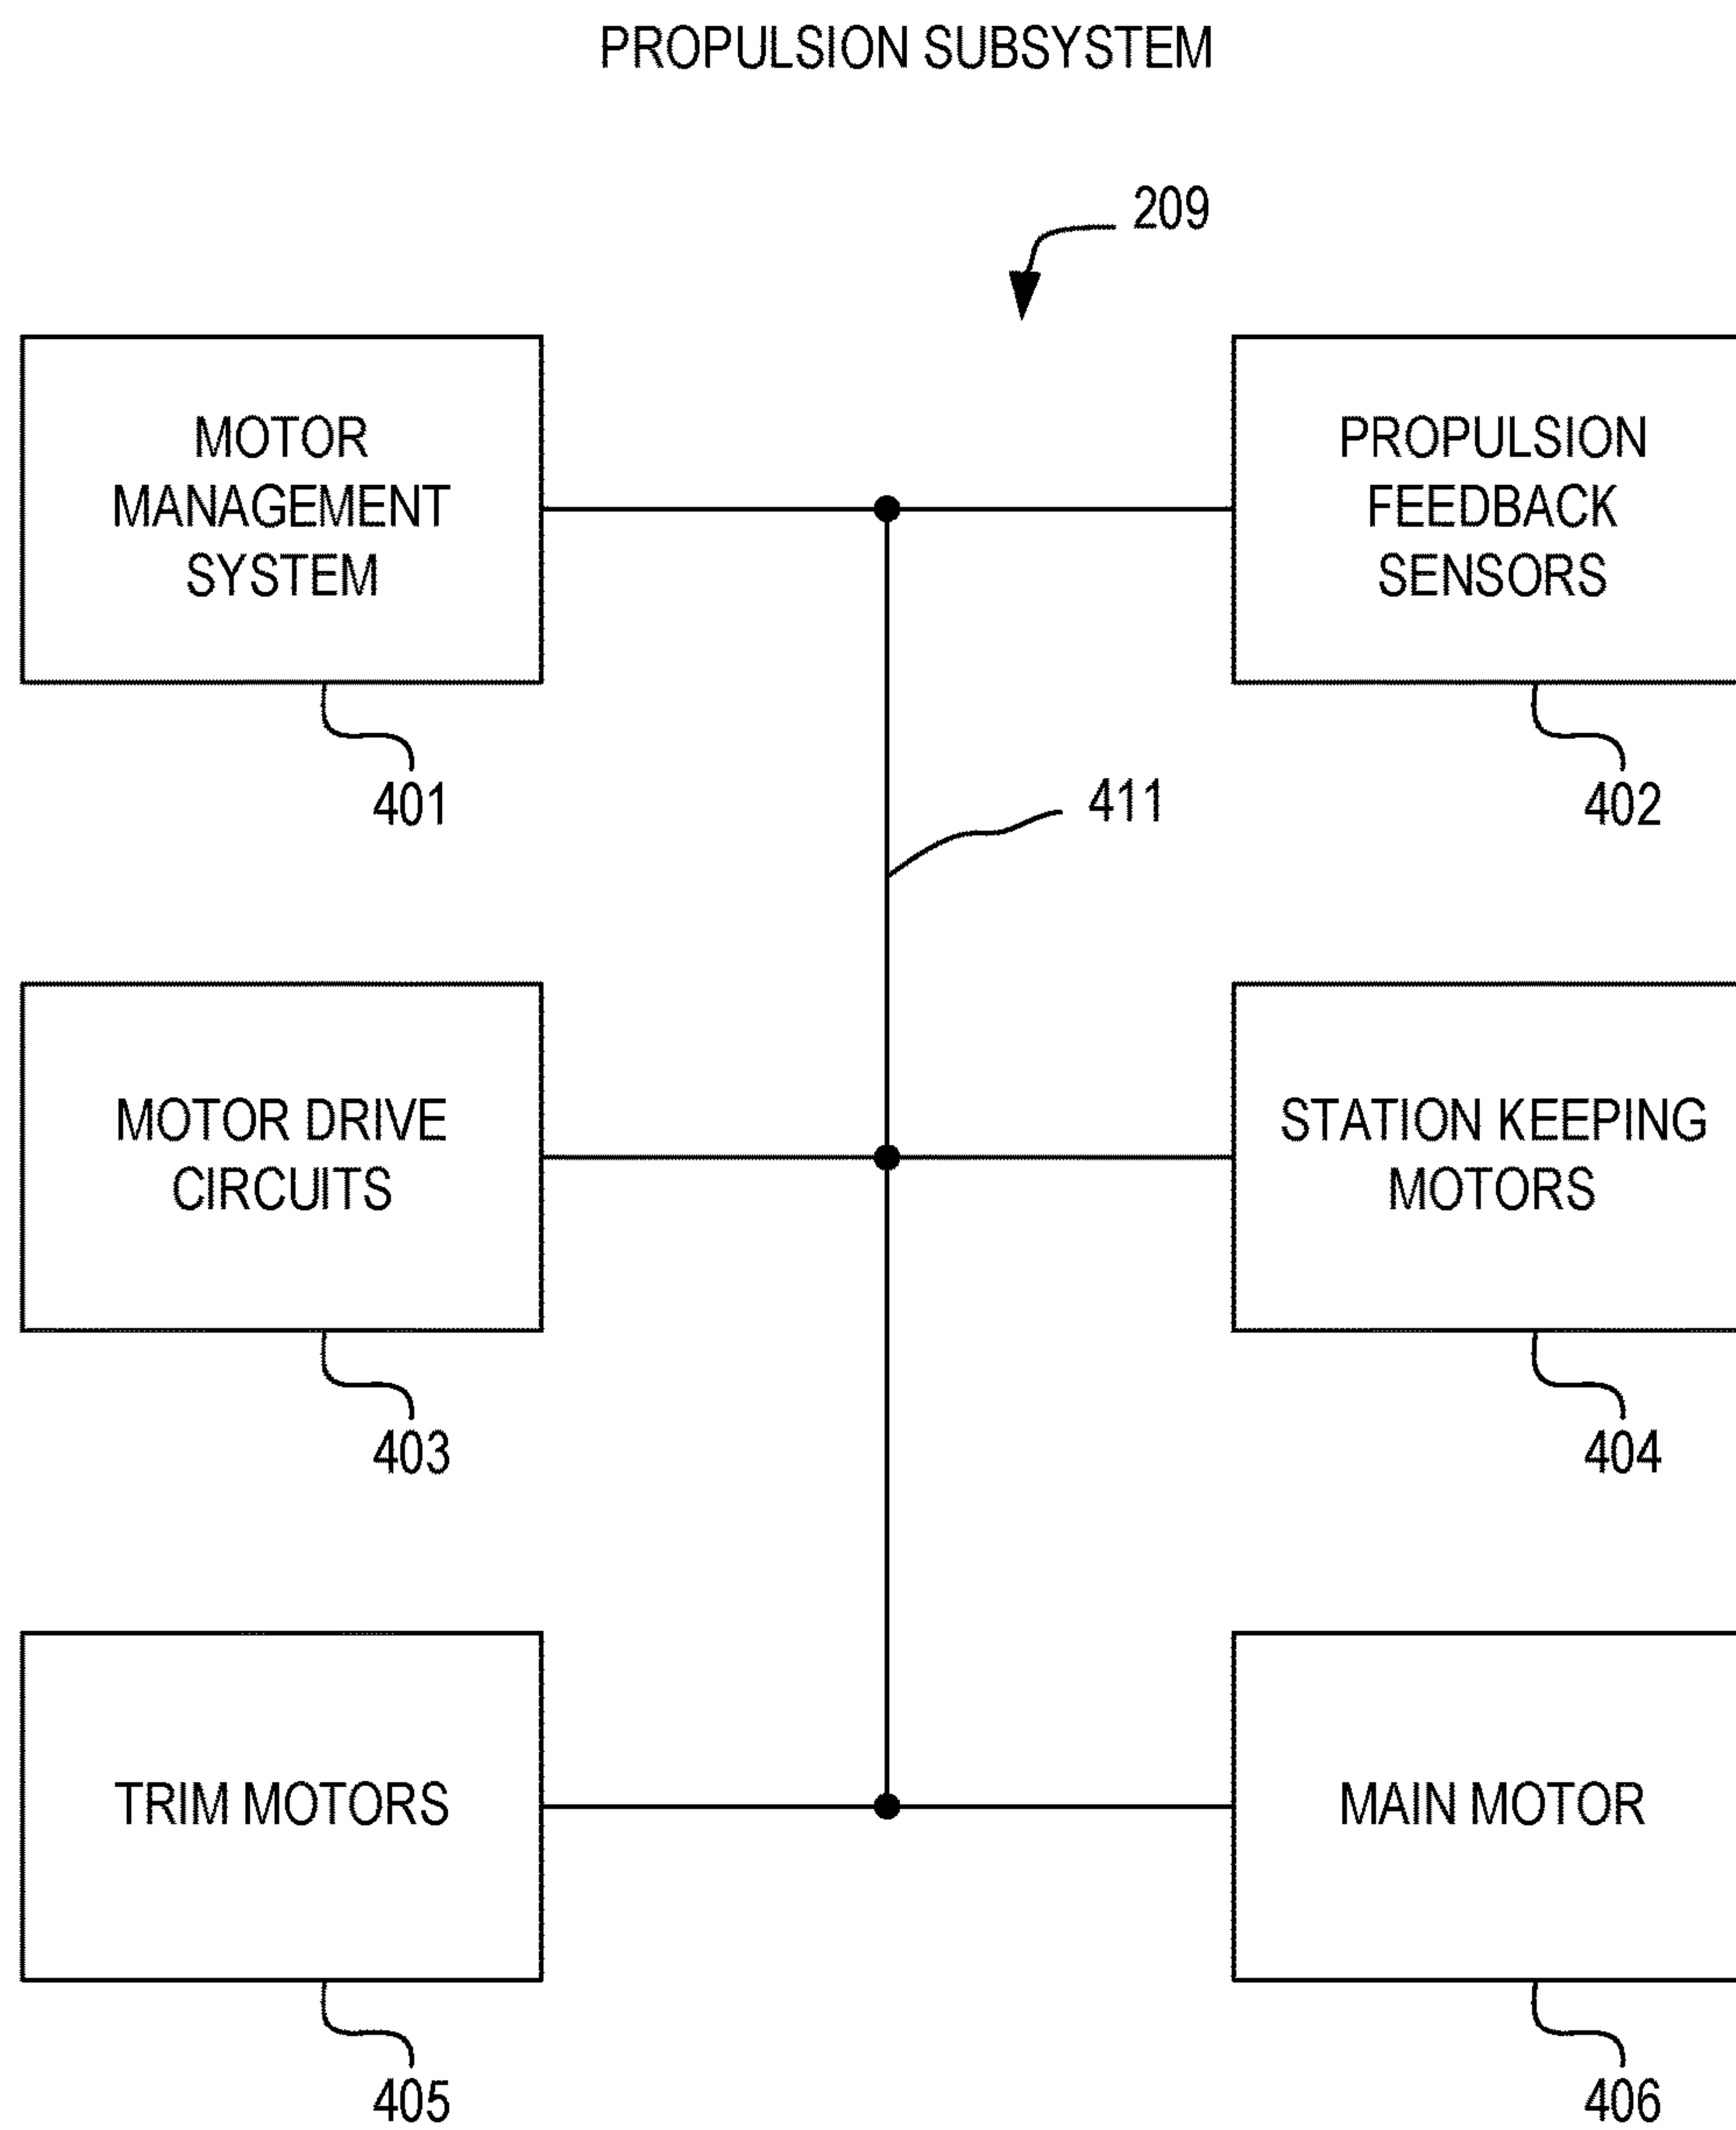 PROPULSION SUBSYSTEM
209
MOTOR
MANAGEMENT
SYSTEM
401
PROPULSION
FEEDBACK
SENSORS
402
411
MOTOR DRIVE
CIRCUITS
403
STATION KEEPING
MOTORS
404
TRIM MOTORS
405
MAIN MOTOR
406